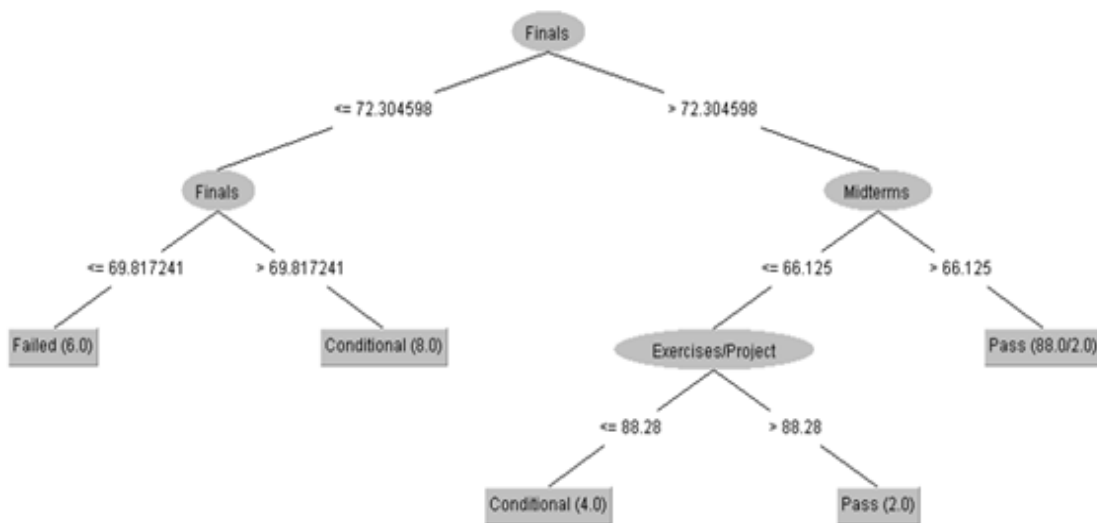 Finals
<= 72.304598
> 72.304598
Finals
Midterms
<= 69.817241
> 69.817241
<= 66.125
> 66.125
Failed (6.0)
Conditional (8.0)
Exercises/Project
Pass (88.0/2.0)
<= 88.28
> 88.28
Conditional (4.0)
Pass (2.0)